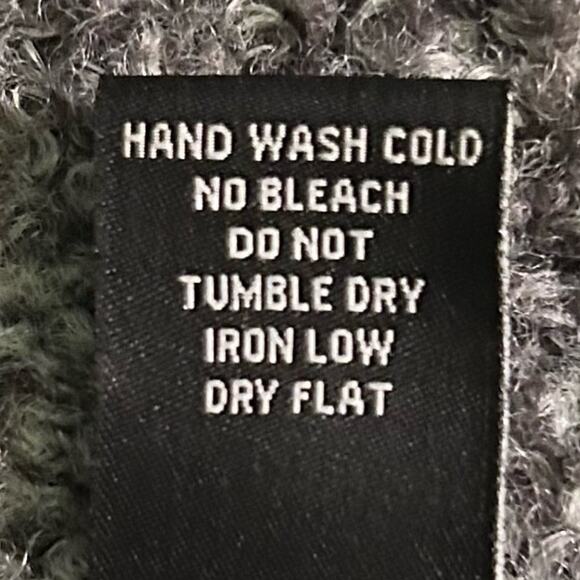 HAND WASH COLD
NO BLEACH
DO NOT
TUMBLE DRY
IRON LOW
DRY FLAT